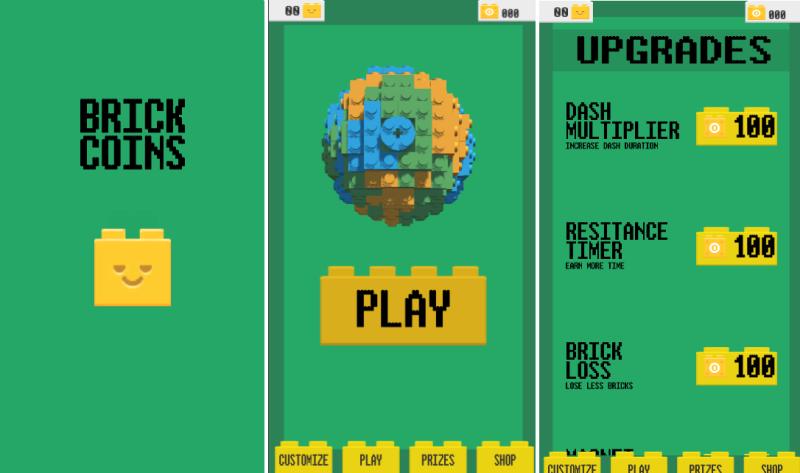 BRICK
COINS
00
000
PLAY
CUSTOMIZE
PLAY
PRIZES
SHOP
00
000
UPGRADES
DASH
MULTIPLIER
INCREASE DASH DURATION
100
RESITANCE
TIMER
EARN MORE TIME
100
BRICK
LOSS
LOSE LESS BRICKS
100
MAGNET
CUSTOMIZE
PLAY
PRIZES
SHOP